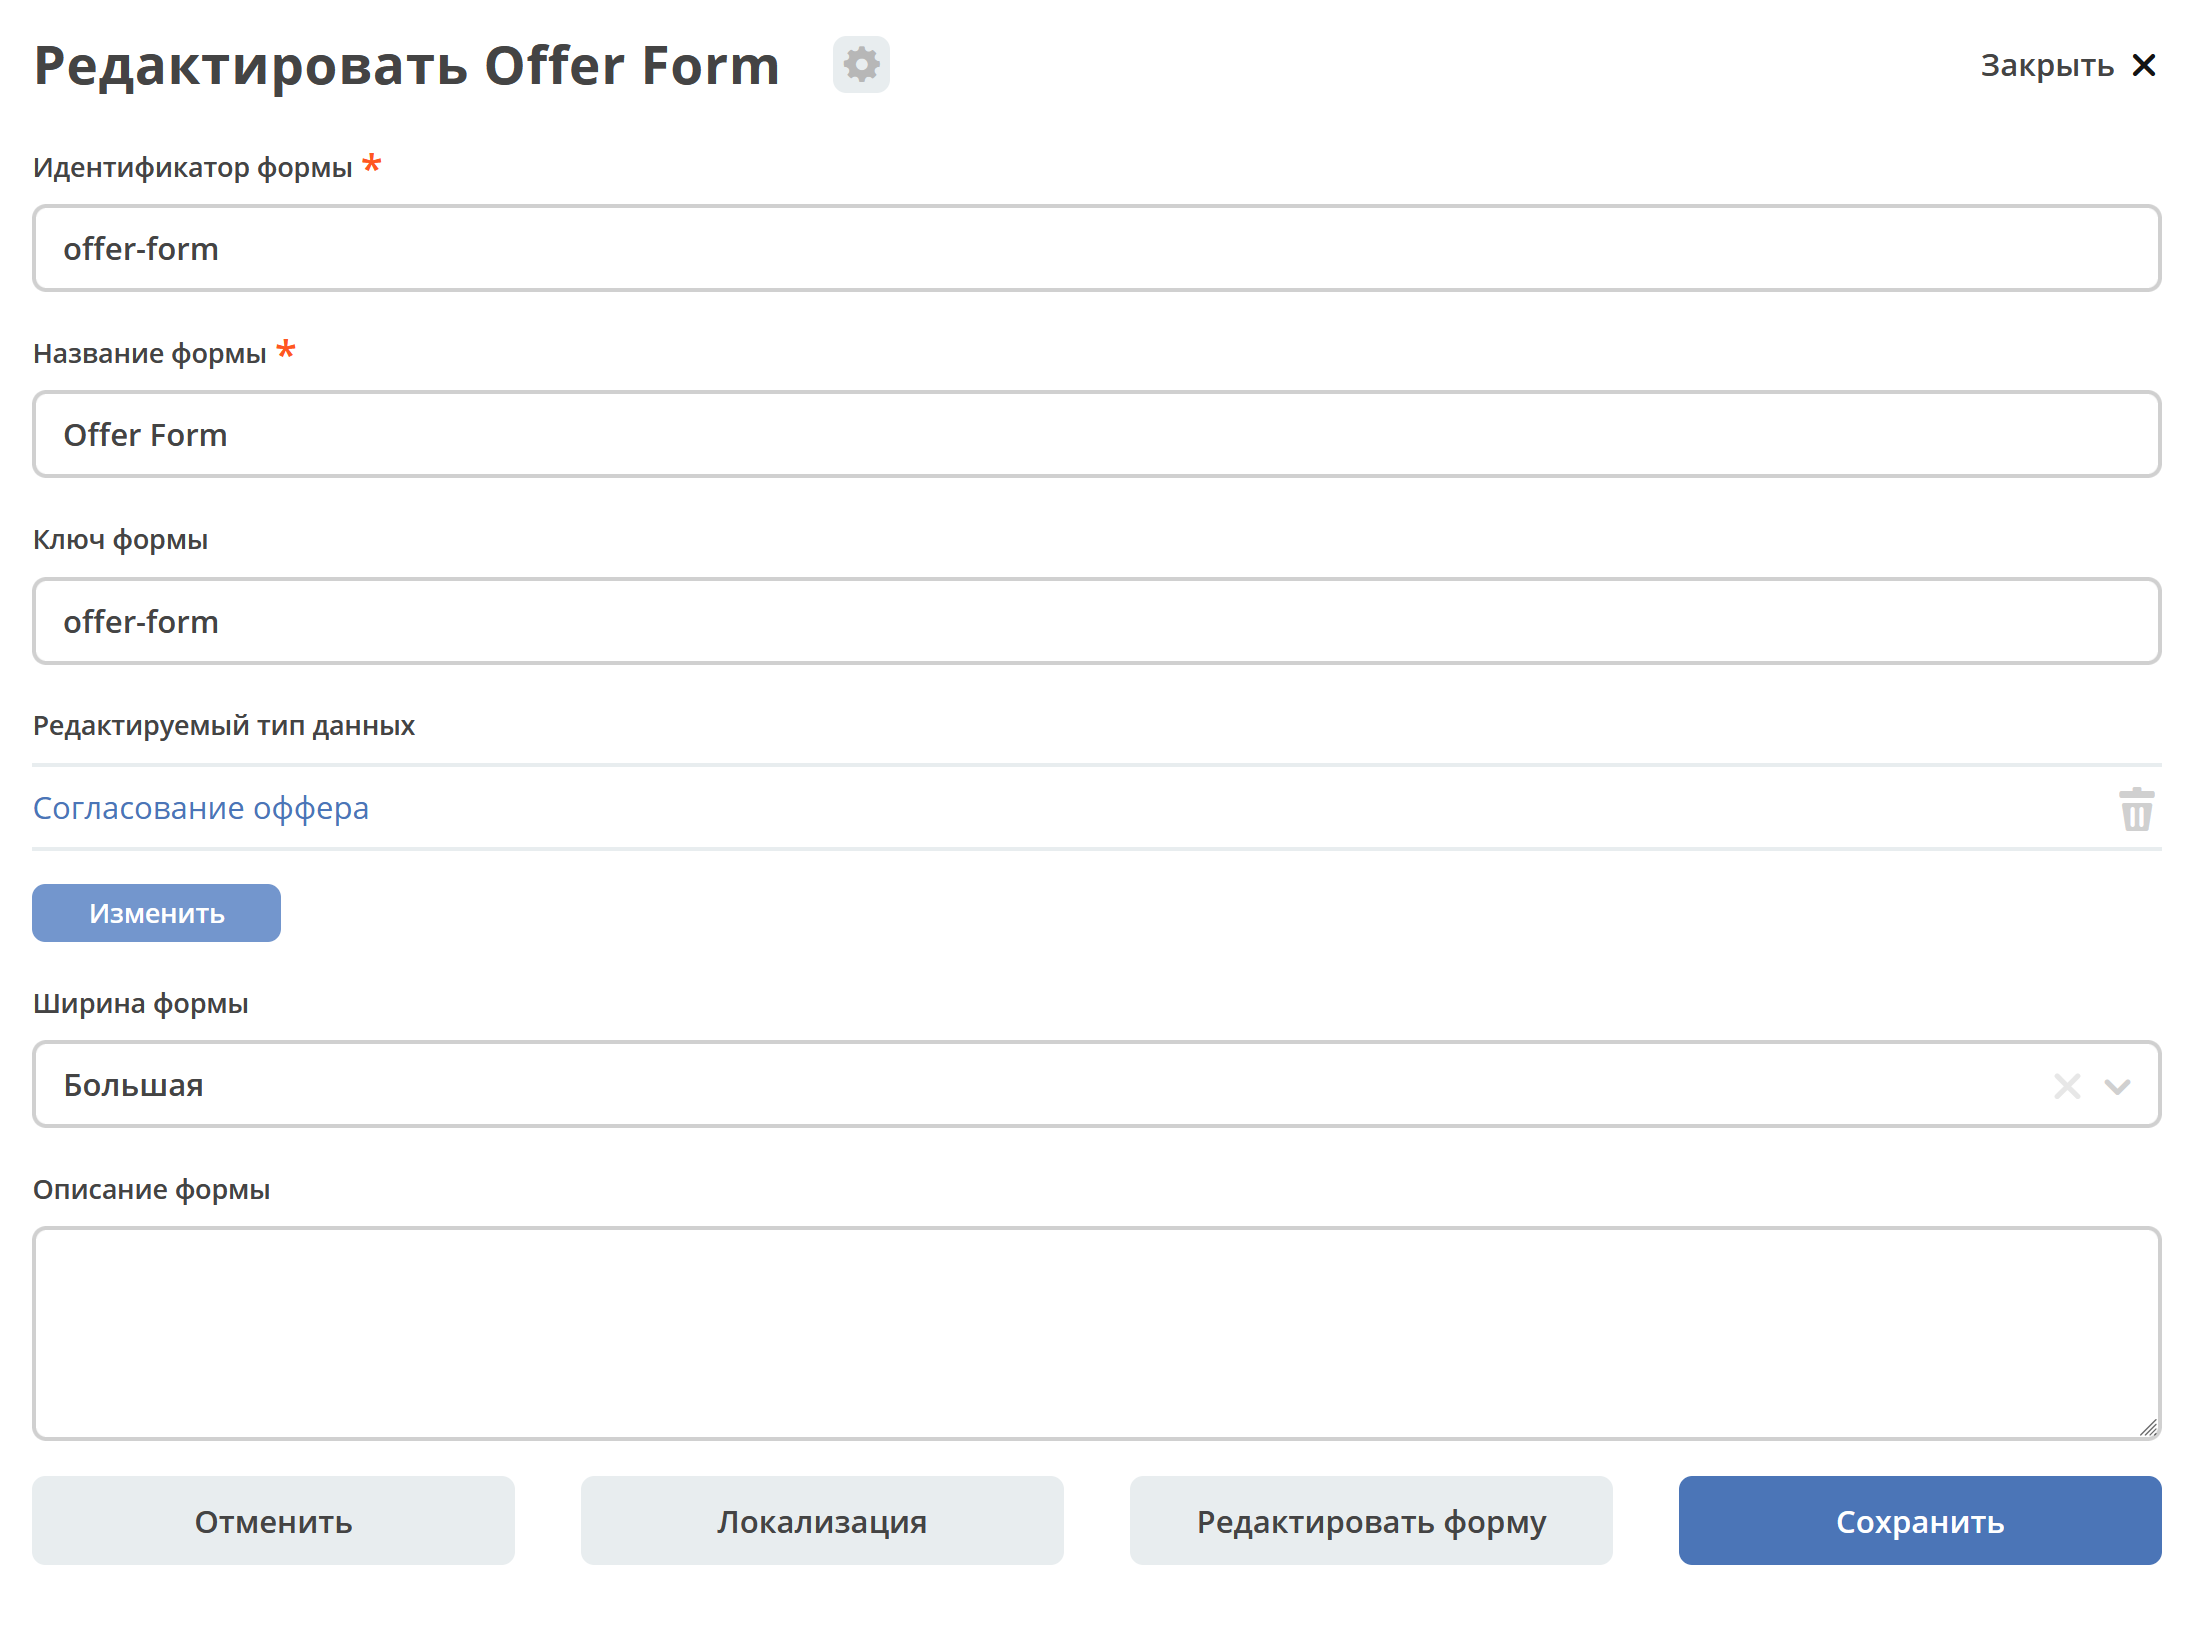 Редактировать Offer Form
Закрыть
Идентификатор формы *
offer-form
Название формы *
Offer Form
Ключ формы
offer-form
Редактируемый тип данных
Согласование оффера
Изменить
Ширина формы
Большая
Описание формы
Отменить
Локализация
Редактировать форму
Сохранить